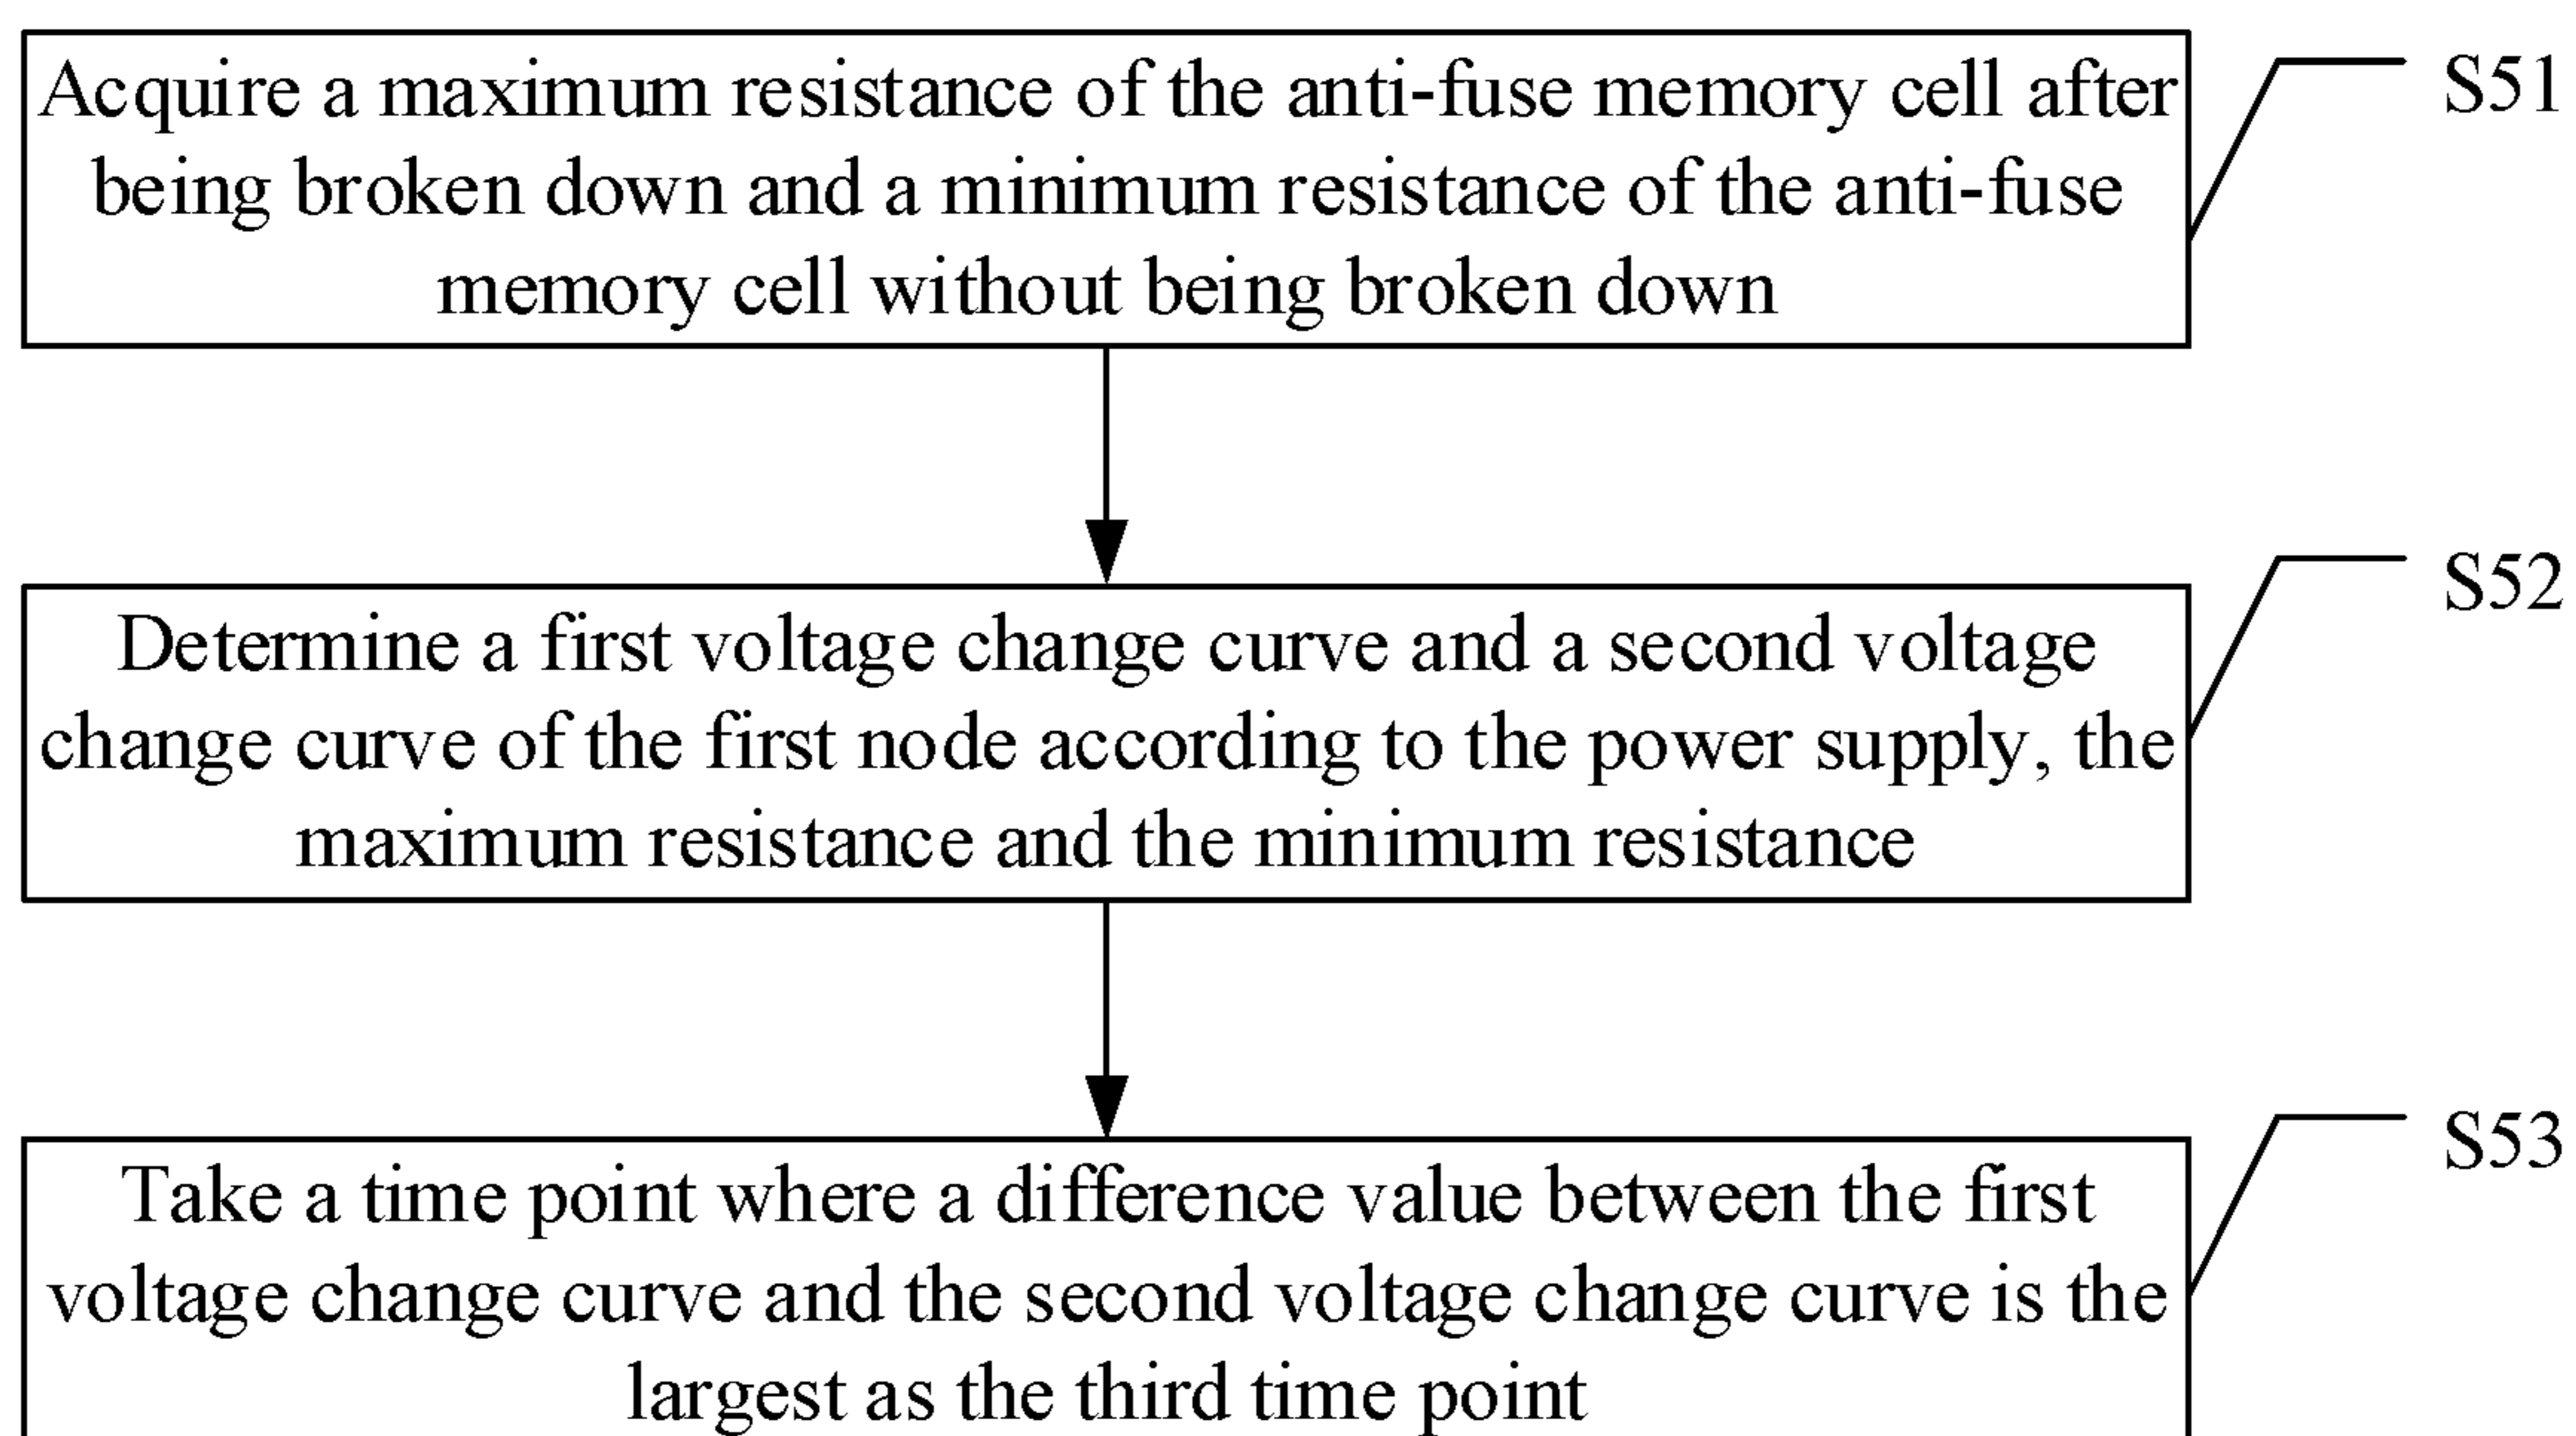 Acquire a maximum resistance of the anti-fuse memory cell after
being broken down and a minimum resistance of the anti-fuse
memory cell without being broken down
S51
Determine a first voltage change curve and a second voltage
change curve of the first node according to the power supply, the
maximum resistance and the minimum resistance
S52
Take a time point where a difference value between the first
voltage change curve and the second voltage change curve is the
largest as the third time point
S53